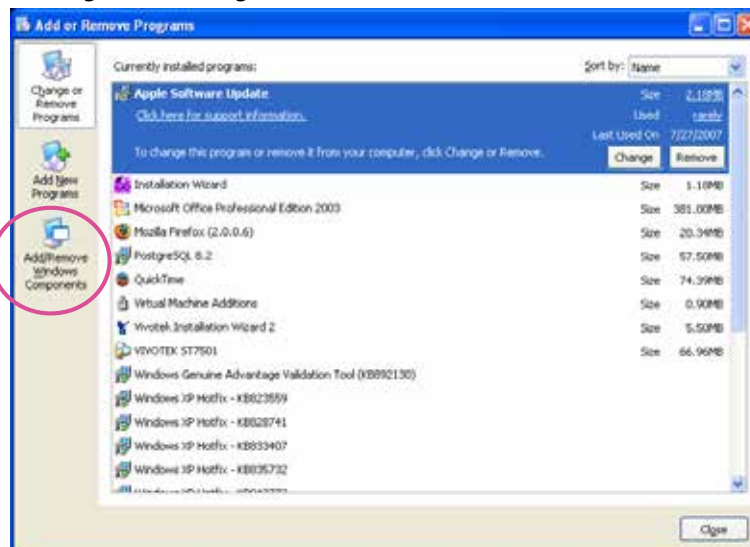 Add or Remove Programs
Currently installed programs:
Sort by: Name
Change or
Remove
Programs
Add New
Programs
Add/Remove
Windows
Components
Apple Software Update
Size 2.18MB
Click here for support information.
Used rarely
Last Used On 7/27/2007
To change this program or remove it from your computer, click Change or Remove.
Change Remove
Installation Wizard Size 1.10MB
Microsoft Office Professional Edition 2003 Size 381.00MB
Mozilla Firefox (2.0.0.6) Size 20.34MB
PostgreSQL 8.2 Size 57.50MB
QuickTime Size 74.39MB
Virtual Machine Additions Size 0.90MB
Vivotek Installation Wizard 2 Size 5.50MB
VIVOTEK ST7501 Size 66.96MB
Windows Genuine Advantage Validation Tool (KB892130)
Windows XP Hotfix - KB823559
Windows XP Hotfix - KB828741
Windows XP Hotfix - KB833407
Windows XP Hotfix - KB835732
Close